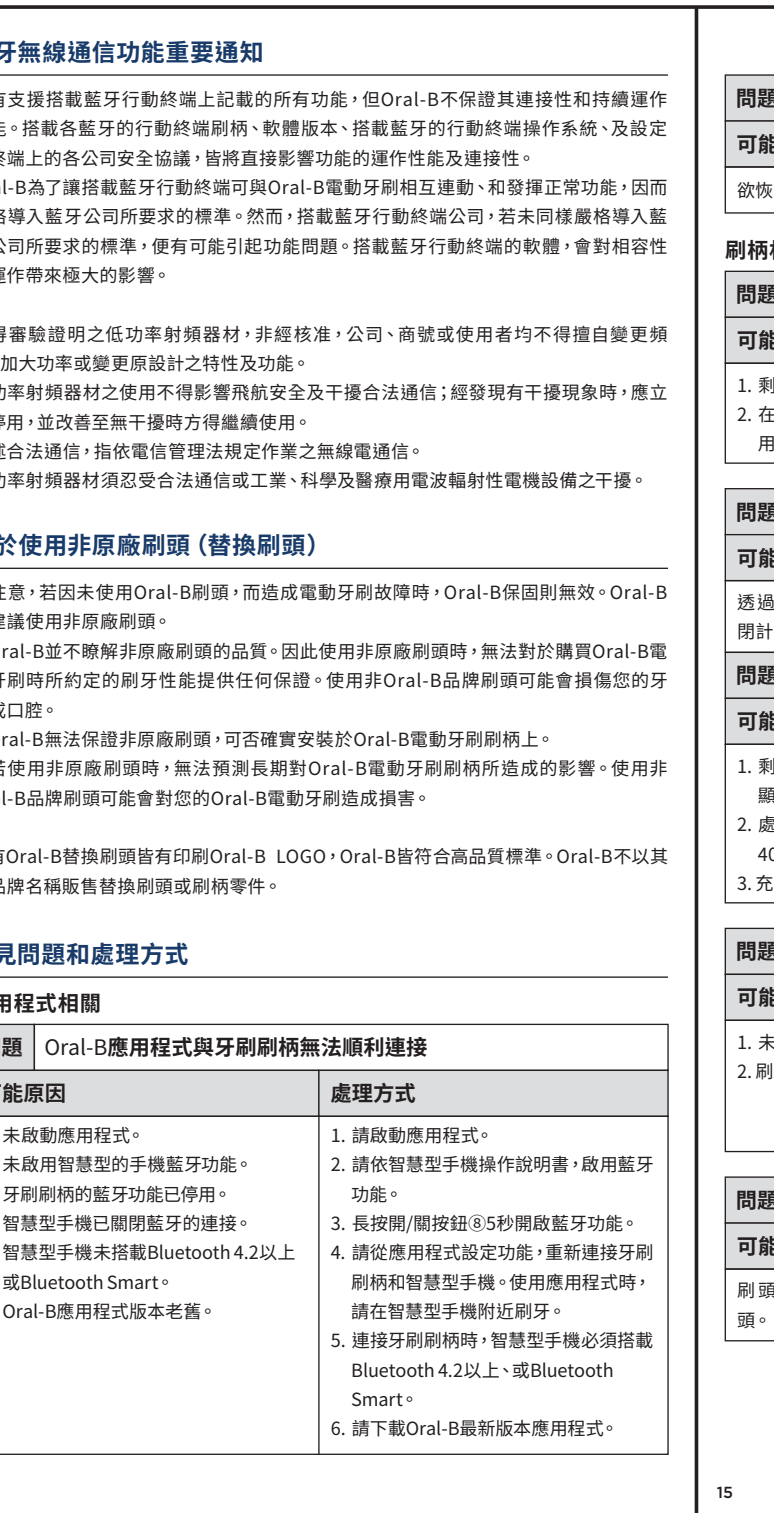 牙無線通信功能重要通知
有支援搭載藍牙行動終端上記載的所有功能，但Oral-B不保證其連接性和持續運作
能。搭載各藍牙的行動終端刷柄、軟體版本、搭載藍牙的行動終端操作系統、及設定
終端上的各公司安全協議，皆將直接影響功能的運作性能及連接性。
al-B為了讓搭載藍牙行動終端可與Oral-B電動牙刷相互連動、和發揮正常功能，因而
格導入藍牙公司所要求的標準。然而，搭載藍牙行動終端公司，若未同樣嚴格導入藍
公司所要求的標準，便有可能引起功能問題。搭載藍牙行動終端的軟體，會對相容性
運作帶來極大的影響。
得審驗證明之低功率射頻器材，非經核准，公司、商號或使用者均不得擅自變更頻
加大功率或變更原設計之特性及功能。
功率射頻器材之使用不得影響飛航安全及干擾合法通信；經發現有干擾現象時，應立
停用，並改善至無干擾時方得繼續使用。
述合法通信，指依電信管理法規定作業之無線電通信。
功率射頻器材須忍受合法通信或工業、科學及醫療用電波輻射性電機設備之干擾。
於使用非原廠刷頭（替換刷頭）
注意，若因未使用Oral-B刷頭，而造成電動牙刷故障時，Oral-B保固則無效。Oral-B
建議使用非原廠刷頭。
Oral-B並不瞭解非原廠刷頭的品質。因此使用非原廠刷頭時，無法對於購買Oral-B電
牙刷時所約定的刷牙性能提供任何保證。使用非Oral-B品牌刷頭可能會損傷您的牙
或口腔。
Oral-B無法保證非原廠刷頭，可否確實安裝於Oral-B電動牙刷刷柄上。
若使用非原廠刷頭時，無法預測長期對Oral-B電動牙刷刷柄所造成的影響。使用非
al-B品牌刷頭可能會對您的Oral-B電動牙刷造成損害。
有Oral-B替換刷頭皆有印刷Oral-B LOGO，Oral-B皆符合高品質標準。Oral-B不以其
品牌名稱販售替換刷頭或刷柄零件。
見問題和處理方式
用程式相關
題 Oral-B應用程式與牙刷刷柄無法順利連接
能原因
未啟動應用程式。
未啟用智慧型的手機藍牙功能。
牙刷刷柄的藍牙功能已停用。
智慧型手機已關閉藍牙的連接。
智慧型手機未搭載Bluetooth 4.2以上
或Bluetooth Smart。
Oral-B應用程式版本老舊。
處理方式
1. 請啟動應用程式。
2. 請依智慧型手機操作說明書，啟用藍牙
功能。
3. 長按開/關按鈕⑧5秒開啟藍牙功能。
4. 請從應用程式設定功能，重新連接牙刷
刷柄和智慧型手機。使用應用程式時，
請在智慧型手機附近刷牙。
5. 連接牙刷刷柄時，智慧型手機必須搭載
Bluetooth 4.2以上、或Bluetooth
Smart。
6. 請下載Oral-B最新版本應用程式。
問題
可能
欲恢
刷柄
問題
可能
1. 剩
2. 在
用
問題
可能
透過
閉計
問題
可能
1. 剩
顯
2. 處
40
3. 充
問題
可能
1. 未
2. 刷
問題
可能
刷頭
頭。
15